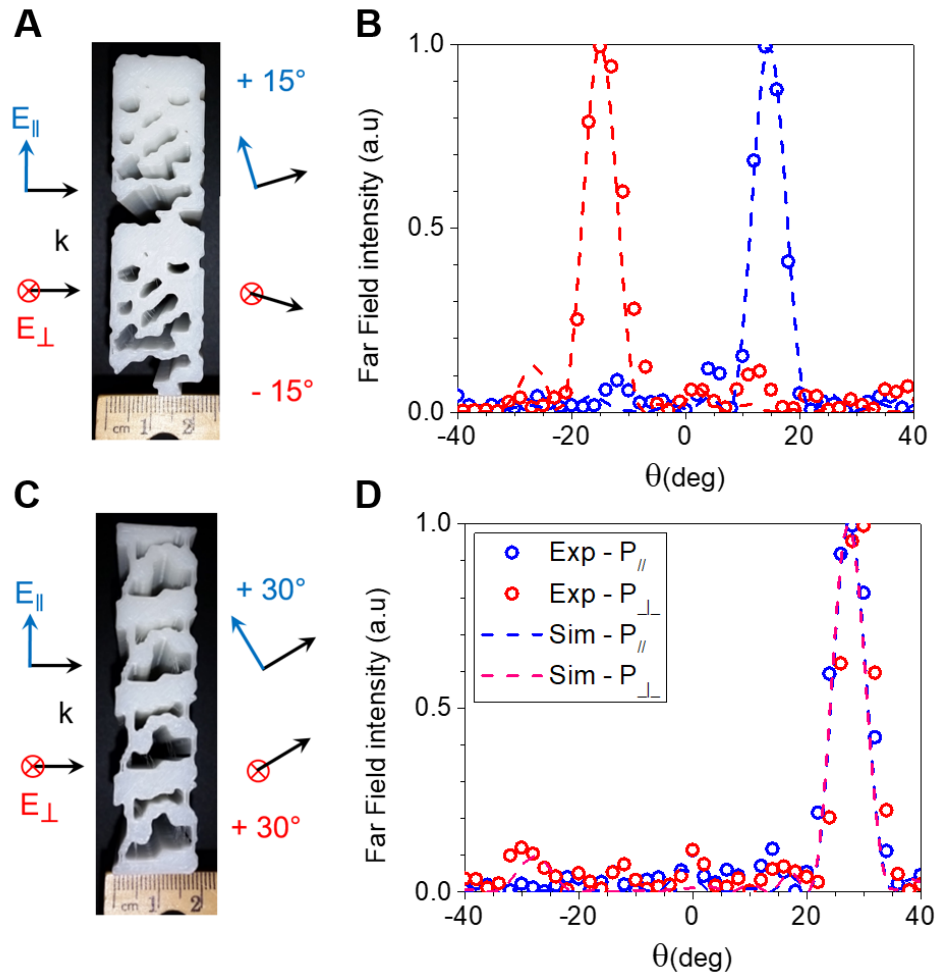 A
E∥
k
E⊥
+ 15°
- 15°
cm 1 2
B
Far Field intensity (a.u)
1.0
0.5
0.0
-40 -20 0 20 40
θ(deg)
C
E∥
k
E⊥
+ 30°
+ 30°
cm 1 2
D
Far Field intensity (a.u)
1.0
0.5
0.0
Exp - P//
Exp - P_|_
Sim - P//
Sim - P_|_
-40 -20 0 20 40
θ(deg)